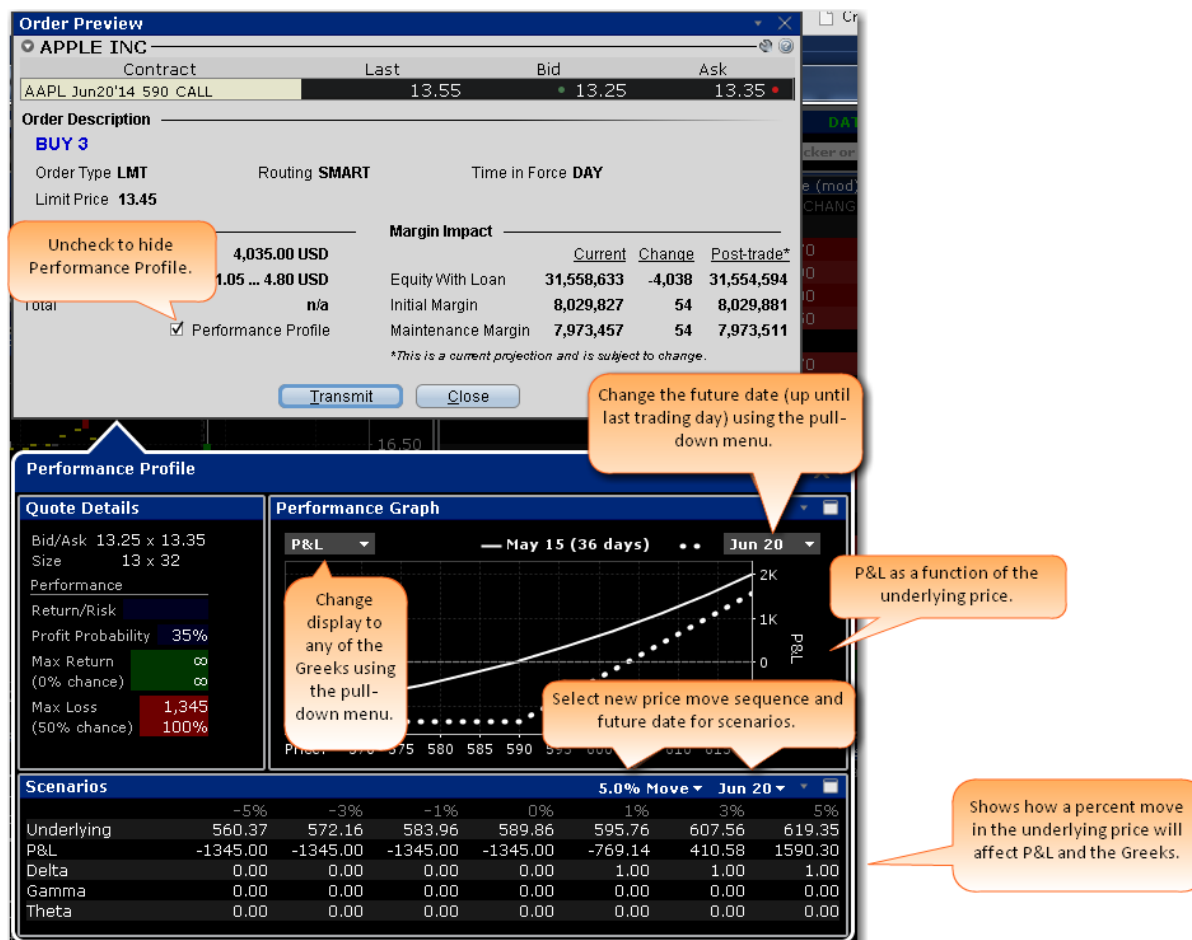 Order Preview
APPLE INC
Contract Last Bid Ask
AAPL Jun20'14 590 CALL 13.55 13.25 13.35
Order Description
BUY 3
Order Type LMT Routing SMART Time in Force DAY
Limit Price 13.45
Uncheck to hide
Performance Profile.
4,035.00 USD
1.05 ... 4.80 USD
Total n/a
Performance Profile
Margin Impact
Current Change Post-trade*
Equity With Loan 31,558,633 -4,038 31,554,594
Initial Margin 8,029,827 54 8,029,881
Maintenance Margin 7,973,457 54 7,973,511
*This is a current projection and is subject to change.
Transmit Close
Change the future date (up until
last trading day) using the pull-
down menu.
16.50
Performance Profile
Quote Details
Bid/Ask 13.25 x 13.35
Size 13 x 32
Performance
Return/Risk
Profit Probability 35%
Max Return ∞
(0% chance) ∞
Max Loss 1,345
(50% chance) 100%
Performance Graph
P&L May 15 (36 days) Jun 20
2K
1K
0
P&L
Change
display to
any of the
Greeks using
the pull-
down menu.
P&L as a function of the
underlying price.
Select new price move sequence and
future date for scenarios.
575 580 585 590
Scenarios 5.0% Move Jun 20
-5% -3% -1% 0% 1% 3% 5%
Underlying 560.37 572.16 583.96 589.86 595.76 607.56 619.35
P&L -1345.00 -1345.00 -1345.00 -1345.00 -769.14 410.58 1590.30
Delta 0.00 0.00 0.00 0.00 1.00 1.00 1.00
Gamma 0.00 0.00 0.00 0.00 0.00 0.00 0.00
Theta 0.00 0.00 0.00 0.00 0.00 0.00 0.00
Shows how a percent move
in the underlying price will
affect P&L and the Greeks.